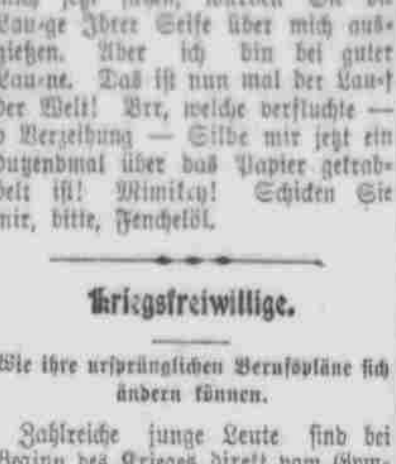 Lau-ge Ihrer Seife über mich aus-
gießen. Aber ich bin bei guter
Lau-ne. Das ist nun mal der Lau-f
der Welt! Brr, welche verfluchte —
o Verzeihung — Silbe mir jetzt ein
dutzendmal über das Papier gekrab-
belt ist! Mimikry! Schicken Sie
mir, bitte, Fenchelöl.
Kriegsfreiwillige.
Wie ihre ursprünglichen Berufspläne sich
ändern können.
Zahlreiche junge Leute sind bei
Beginn des Krieges direkt vom Gym-